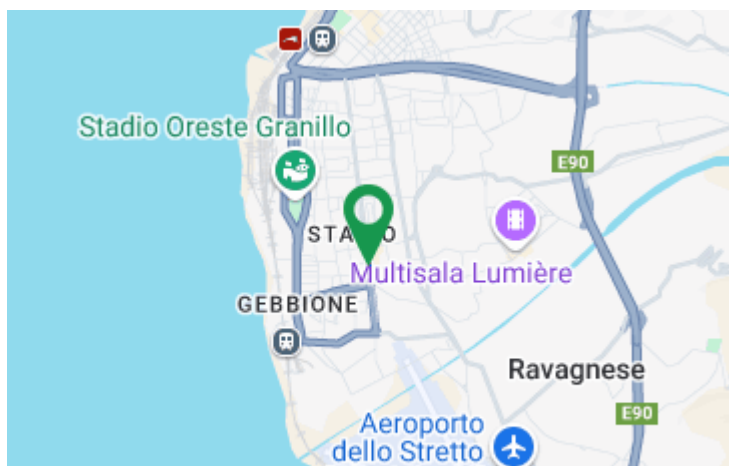 Stadio Oreste Granillo
E90
Multisala Lumière
GEBBIONE
Ravagnese
E90
Aeroporto
dello Stretto